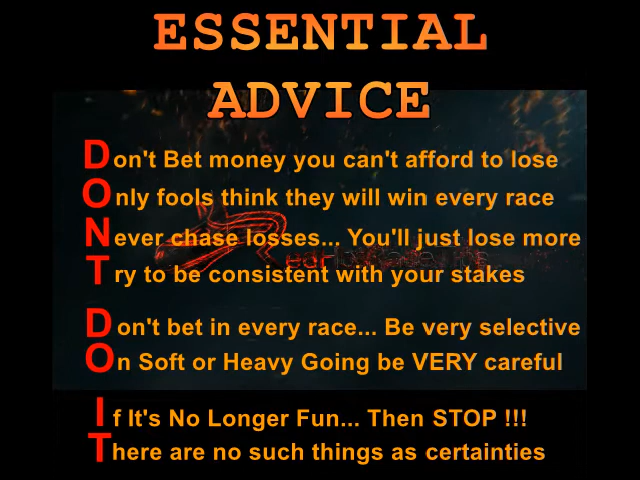 ESSENTIAL
ADVICE
Don't Bet money you can't afford to lose
Only fools think they will win every race
Never chase losses... You'll just lose more
Try to be consistent with your stakes
Don't bet in every race... Be very selective
On Soft or Heavy Going be VERY careful
If It's No Longer Fun... Then STOP !!!
There are no such things as certainties